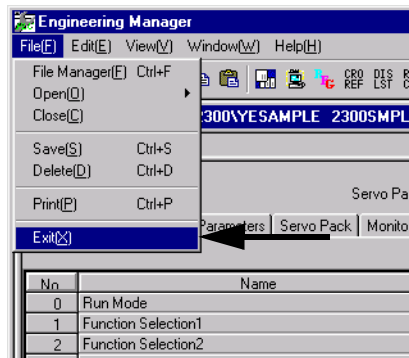 Engineering Manager
File(F) Edit(E) View(V) Window(W) Help(H)
File Manager(F) Ctrl+F
Open(O)
Close(C)
Save(S) Ctrl+S
Delete(D) Ctrl+D
Print(P) Ctrl+P
Exit(X)
CRO REF DIS LST
2300\YESAMPLE 2300SMPL
Servo Pa
Parameters Servo Pack Monito
No Name
0 Run Mode
1 Function Selection1
2 Function Selection2